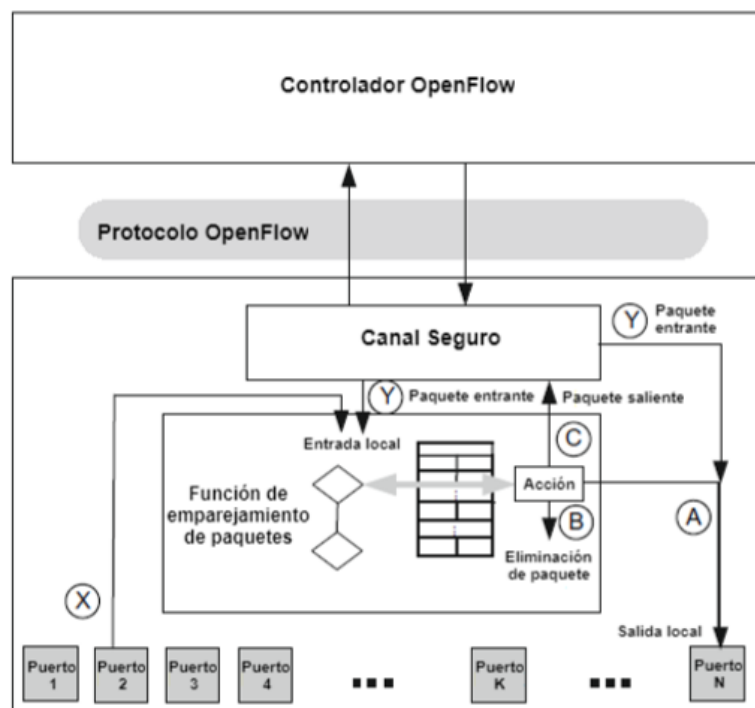 Controlador OpenFlow
Protocolo OpenFlow
Canal Seguro
Y
Paquete
entrante
Y
Paquete entrante
Paquete saliente
Entrada local
C
Función de
emparejamiento
de paquetes
Acción
B
A
Eliminación
de paquete
X
Salida local
Puerto
1
Puerto
2
Puerto
3
Puerto
4
Puerto
K
Puerto
N